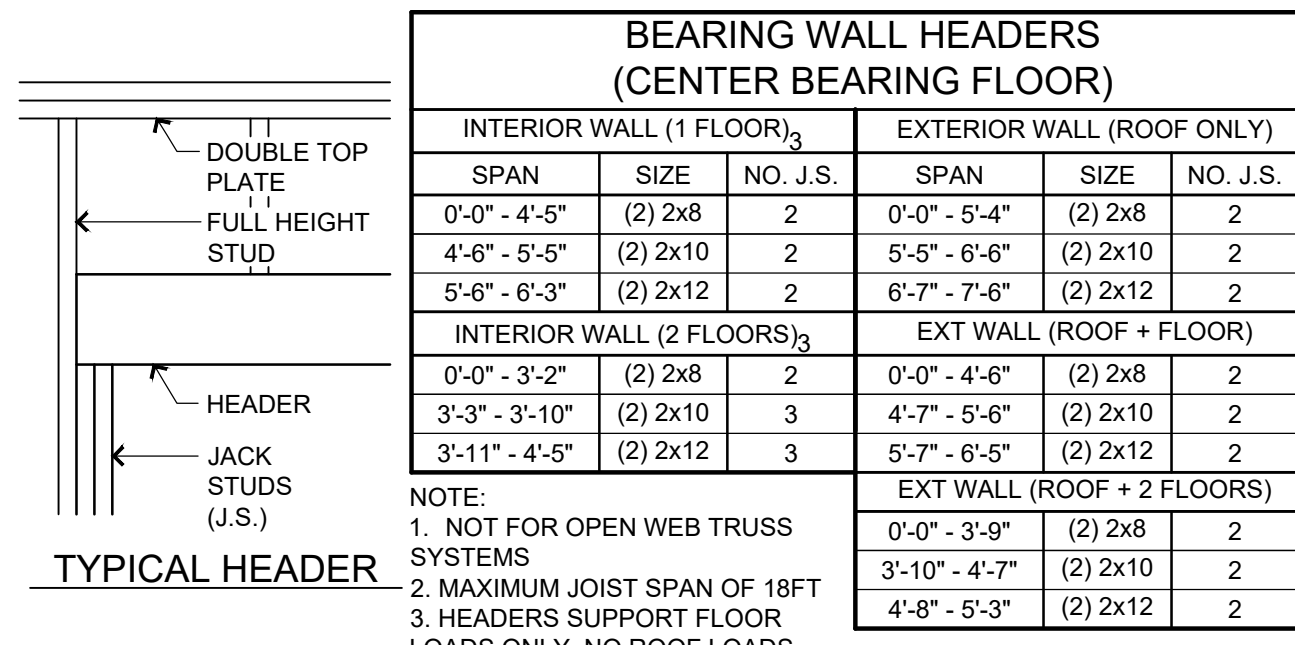 DOUBLE TOP
PLATE
FULL HEIGHT
STUD
HEADER
JACK
STUDS
(J.S.)
TYPICAL HEADER
BEARING WALL HEADERS
(CENTER BEARING FLOOR)
INTERIOR WALL (1 FLOOR)3
SPAN SIZE NO. J.S.
0'-0" - 4'-5" (2) 2x8 2
4'-6" - 5'-5" (2) 2x10 2
5'-6" - 6'-3" (2) 2x12 2
INTERIOR WALL (2 FLOORS)3
0'-0" - 3'-2" (2) 2x8 2
3'-3" - 3'-10" (2) 2x10 3
3'-11" - 4'-5" (2) 2x12 3
EXTERIOR WALL (ROOF ONLY)
SPAN SIZE NO. J.S.
0'-0" - 5'-4" (2) 2x8 2
5'-5" - 6'-6" (2) 2x10 2
6'-7" - 7'-6" (2) 2x12 2
EXT WALL (ROOF + FLOOR)
0'-0" - 4'-6" (2) 2x8 2
4'-7" - 5'-6" (2) 2x10 2
5'-7" - 6'-5" (2) 2x12 2
EXT WALL (ROOF + 2 FLOORS)
0'-0" - 3'-9" (2) 2x8 2
3'-10" - 4'-7" (2) 2x10 2
4'-8" - 5'-3" (2) 2x12 2
NOTE:
1. NOT FOR OPEN WEB TRUSS
SYSTEMS
2. MAXIMUM JOIST SPAN OF 18FT
3. HEADERS SUPPORT FLOOR
LOADS ONLY, NO ROOF LOADS